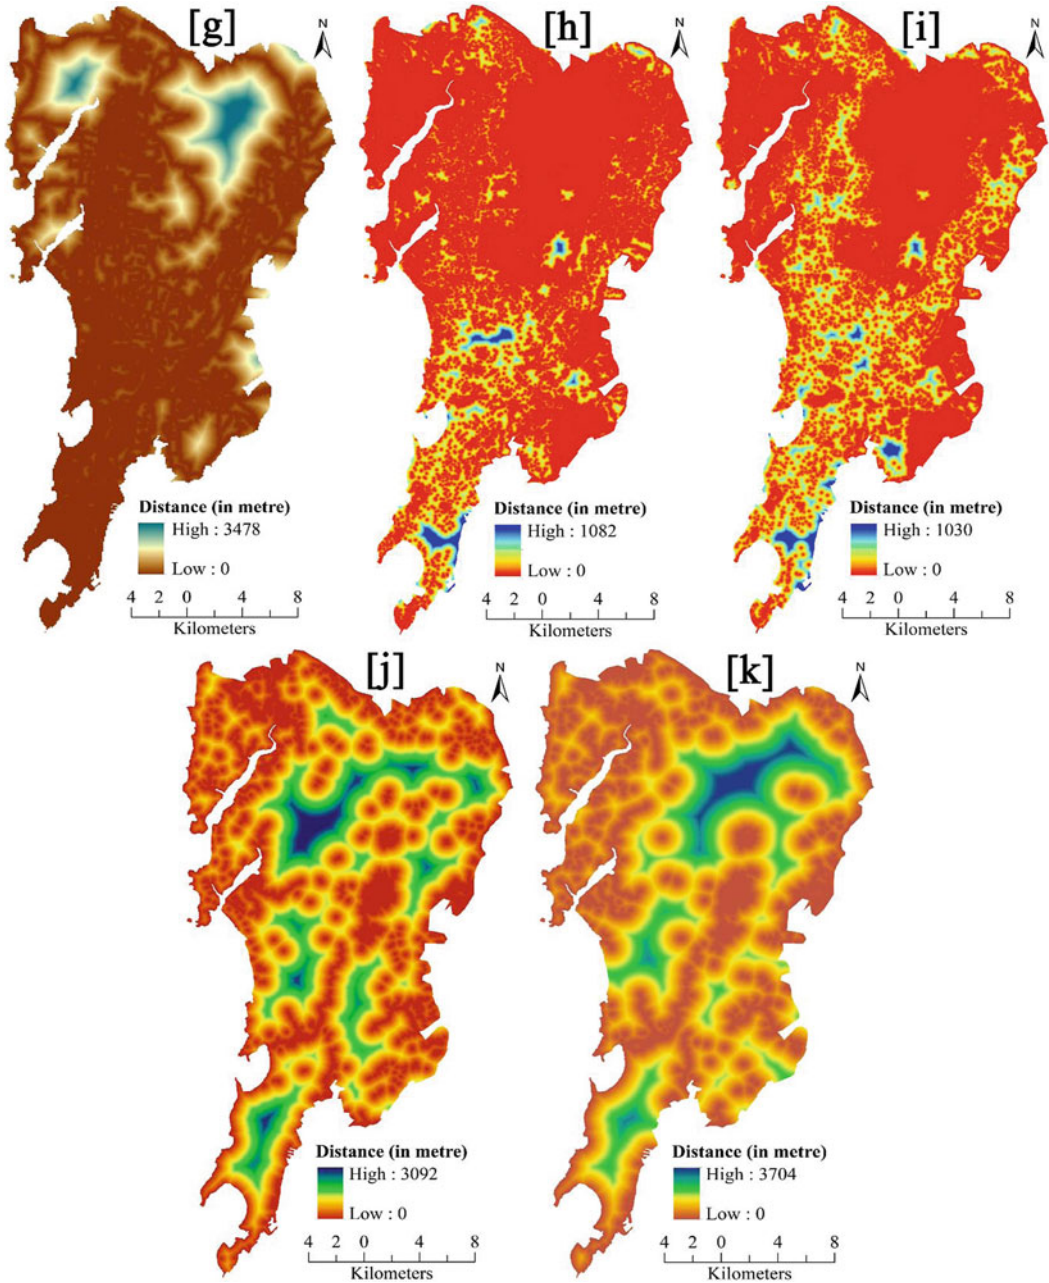 [g]
N
Distance (in metre)
High : 3478
Low : 0
4 2 0 4 8
Kilometers
[h]
N
Distance (in metre)
High : 1082
Low : 0
4 2 0 4 8
Kilometers
[i]
N
Distance (in metre)
High : 1030
Low : 0
4 2 0 4 8
Kilometers
[j]
N
Distance (in metre)
High : 3092
Low : 0
4 2 0 4 8
Kilometers
[k]
N
Distance (in metre)
High : 3704
Low : 0
4 2 0 4 8
Kilometers